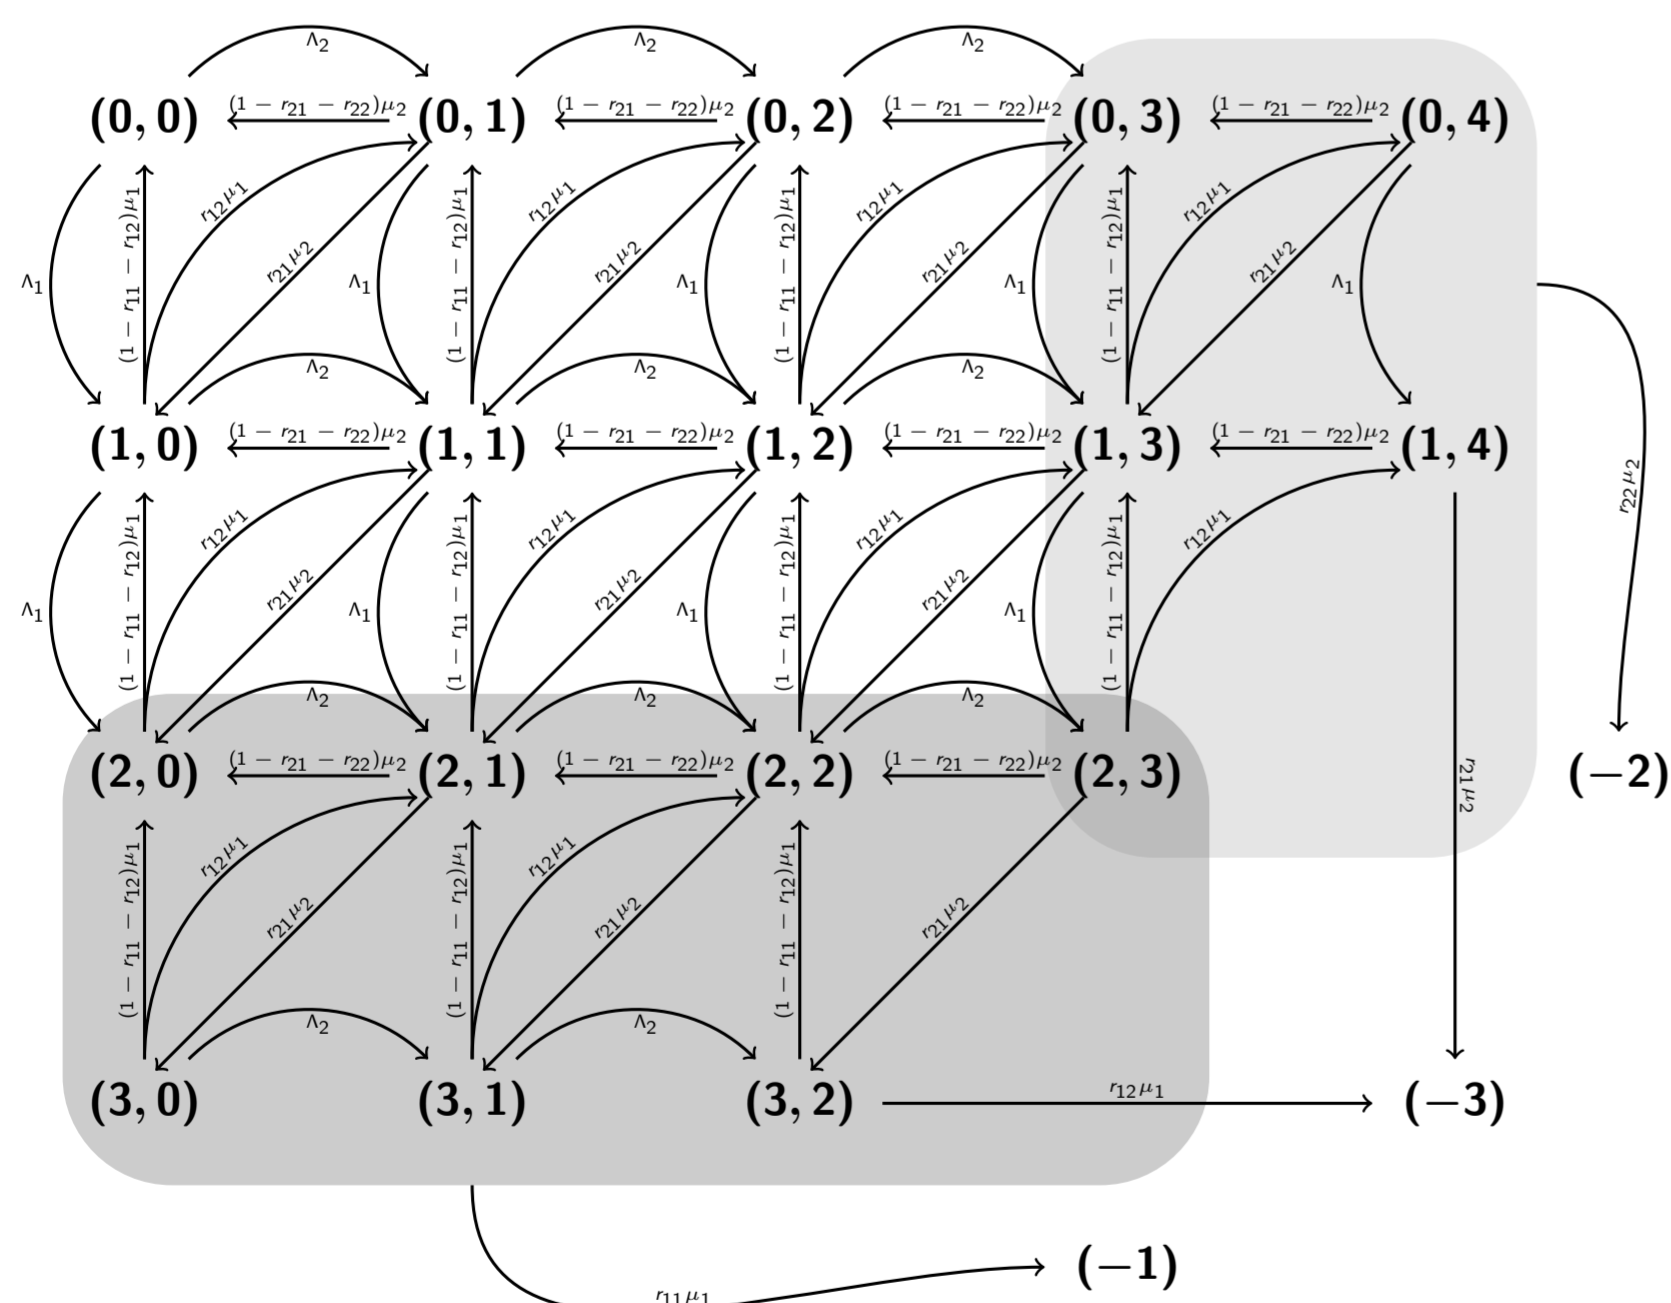 Λ₂ Λ₂ Λ₂
(0, 0) (1 − r₂₁ − r₂₂)μ₂ (0, 1) (1 − r₂₁ − r₂₂)μ₂ (0, 2) (1 − r₂₁ − r₂₂)μ₂ (0, 3) (1 − r₂₁ − r₂₂)μ₂ (0, 4)
Λ₁ (1 − r₁₁ − r₁₂)μ₁ r₁₂μ₁ r₂₁μ₂ Λ₁ (1 − r₁₁ − r₁₂)μ₁ r₁₂μ₁ r₂₁μ₂ Λ₁ (1 − r₁₁ − r₁₂)μ₁ r₁₂μ₁ r₂₁μ₂ Λ₁ (1 − r₁₁ − r₁₂)μ₁ r₁₂μ₁ r₂₁μ₂ Λ₁
Λ₂ Λ₂ Λ₂
(1, 0) (1 − r₂₁ − r₂₂)μ₂ (1, 1) (1 − r₂₁ − r₂₂)μ₂ (1, 2) (1 − r₂₁ − r₂₂)μ₂ (1, 3) (1 − r₂₁ − r₂₂)μ₂ (1, 4)
r₂₂μ₂
Λ₁ (1 − r₁₁ − r₁₂)μ₁ r₁₂μ₁ r₂₁μ₂ Λ₁ (1 − r₁₁ − r₁₂)μ₁ r₁₂μ₁ r₂₁μ₂ Λ₁ (1 − r₁₁ − r₁₂)μ₁ r₁₂μ₁ r₂₁μ₂ Λ₁ (1 − r₁₁ − r₁₂)μ₁ r₁₂μ₁
Λ₂ Λ₂ Λ₂
(2, 0) (1 − r₂₁ − r₂₂)μ₂ (2, 1) (1 − r₂₁ − r₂₂)μ₂ (2, 2) (1 − r₂₁ − r₂₂)μ₂ (2, 3) r₂₁μ₂ (−2)
(1 − r₁₁ − r₁₂)μ₁ r₁₂μ₁ r₂₁μ₂ (1 − r₁₁ − r₁₂)μ₁ r₁₂μ₁ r₂₁μ₂ (1 − r₁₁ − r₁₂)μ₁ r₂₁μ₂
Λ₂ Λ₂
(3, 0) (3, 1) (3, 2) r₁₂μ₁ (−3)
(−1)
r₁₁μ₁